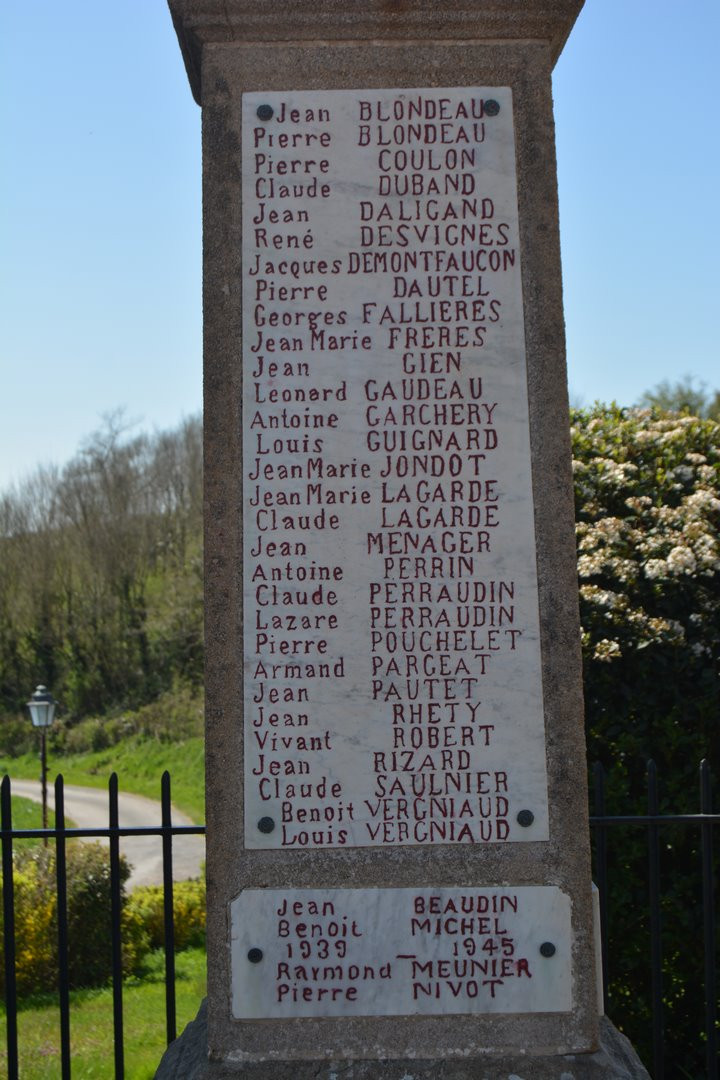 Jean BLONDEAU
Pierre BLONDEAU
Pierre COULON
Claude DUBAND
Jean DALIGAND
René DESVIGNES
Jacques DEMONTFAUCON
Pierre DAUTEL
Georges FALLIERES
Jean Marie FRERES
Jean GIEN
Leonard GAUDEAU
Antoine GARCHERY
Louis GUIGNARD
Jean Marie JONDOT
Jean Marie LAGARDE
Claude LAGARDE
Jean MENAGER
Antoine PERRIN
Claude PERRAUDIN
Lazare PERRAUDIN
Pierre POUCHELET
Armand PARGEAT
Jean PAUTET
Jean RHETY
Vivant ROBERT
Jean RIZARD
Claude SAULNIER
Benoit VERGNIAUD
Louis VERGNIAUD
Jean BEAUDIN
Benoit MICHEL
1939 — 1945
Raymond MEUNIER
Pierre NIVOT